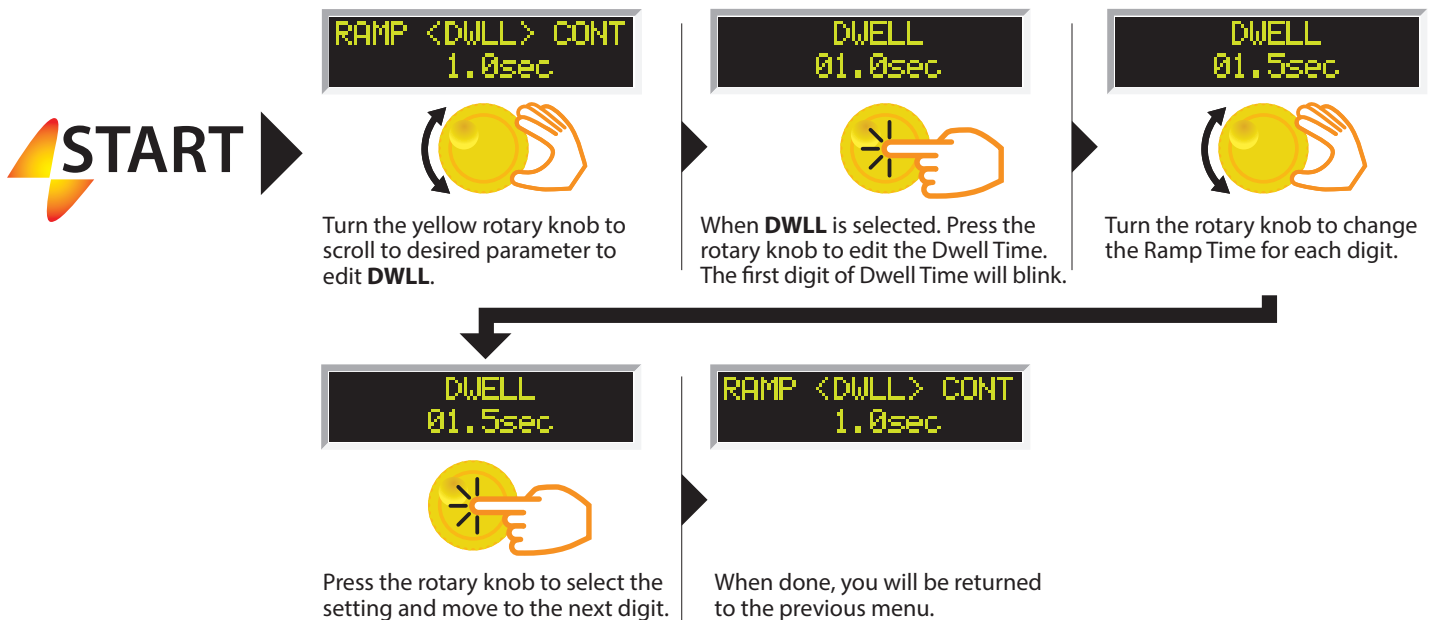 START
RAMP <DWLL> CONT
1.0sec
Turn the yellow rotary knob to
scroll to desired parameter to
edit DWLL.
DWELL
01.0sec
When DWLL is selected. Press the
rotary knob to edit the Dwell Time.
The first digit of Dwell Time will blink.
DWELL
01.5sec
Turn the rotary knob to change
the Ramp Time for each digit.
DWELL
01.5sec
Press the rotary knob to select the
setting and move to the next digit.
RAMP <DWLL> CONT
1.0sec
When done, you will be returned
to the previous menu.